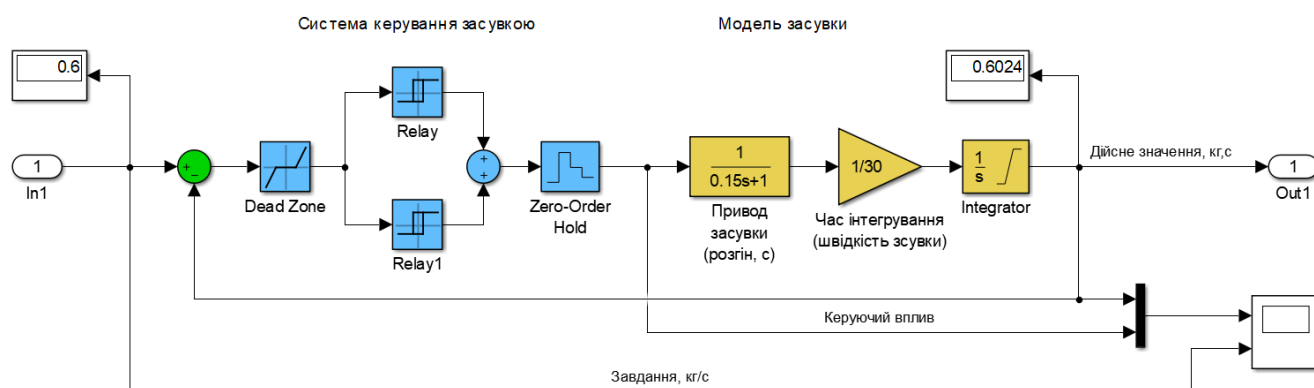 Система керування засувкою
Модель засувки
0.6
0.6024
Relay
1
In1
+
−
Dead Zone
+
+
Zero-Order
Hold
1
0.15s+1
Привод
засувки
(розгін, с)
1/30
Час інтегрування
(швідкість зсувки)
1
s
Integrator
Дійсне значення, кг,с
1
Out1
Relay1
Керуючий вплив
Завдання, кг/с